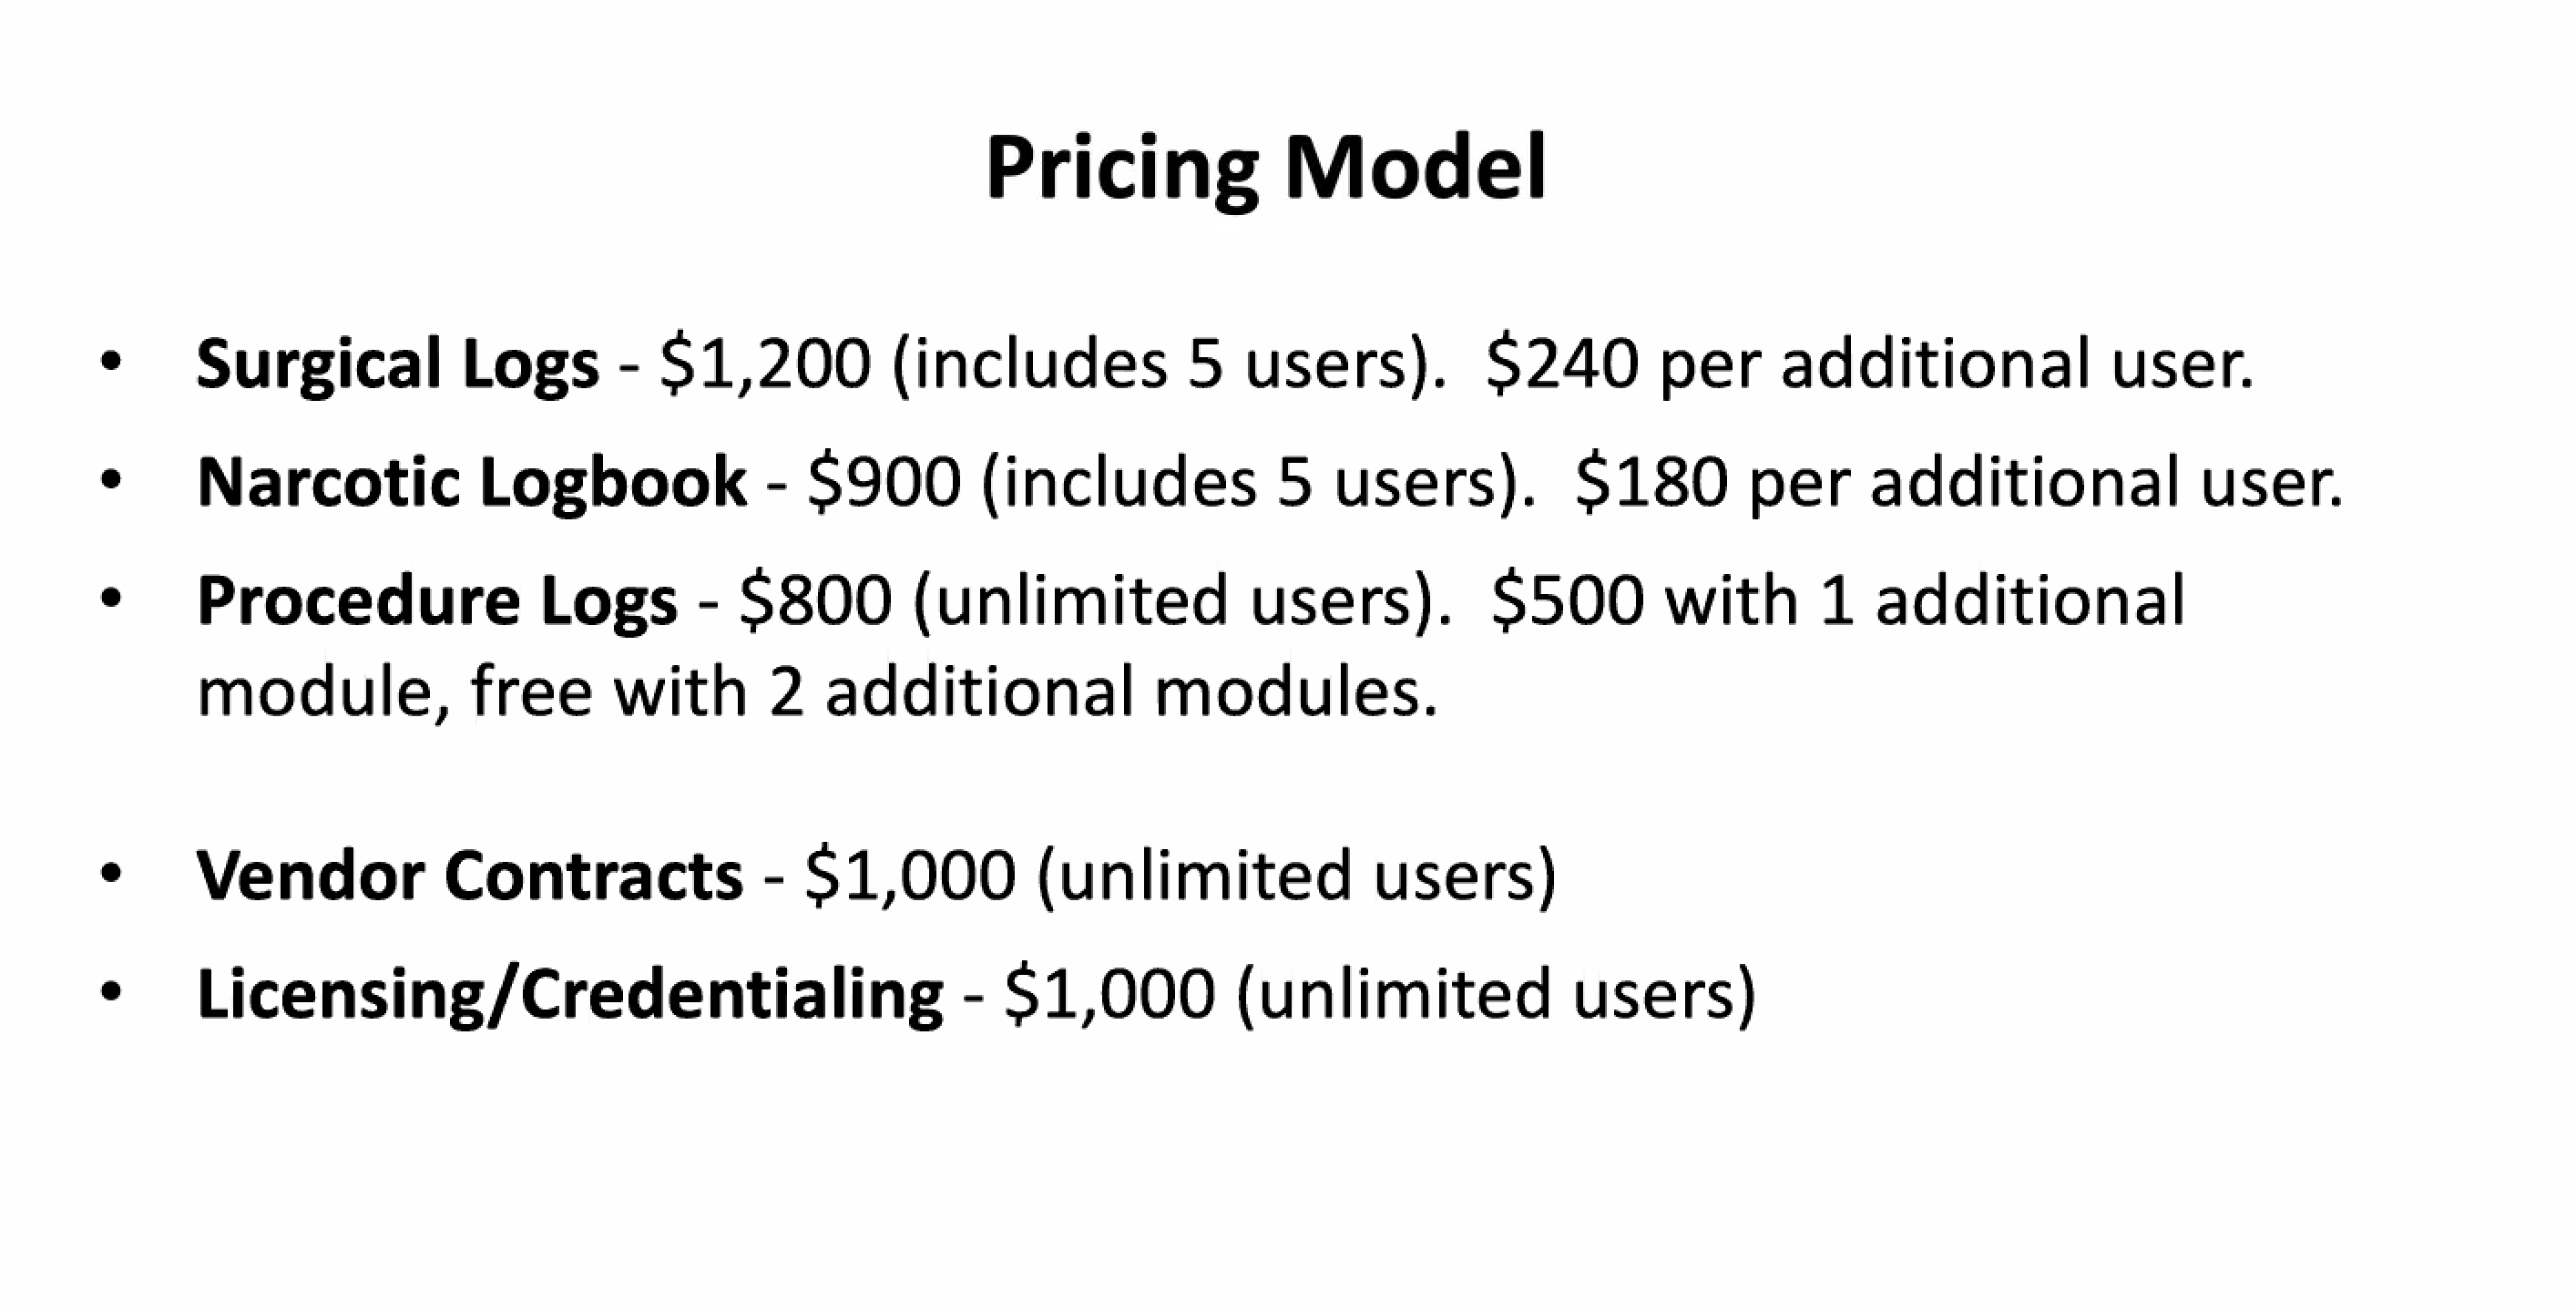 Pricing Model
• Surgical Logs - $1,200 (includes 5 users).  $240 per additional user.
• Narcotic Logbook - $900 (includes 5 users).  $180 per additional user.
• Procedure Logs - $800 (unlimited users).  $500 with 1 additional
module, free with 2 additional modules.
• Vendor Contracts - $1,000 (unlimited users)
• Licensing/Credentialing - $1,000 (unlimited users)